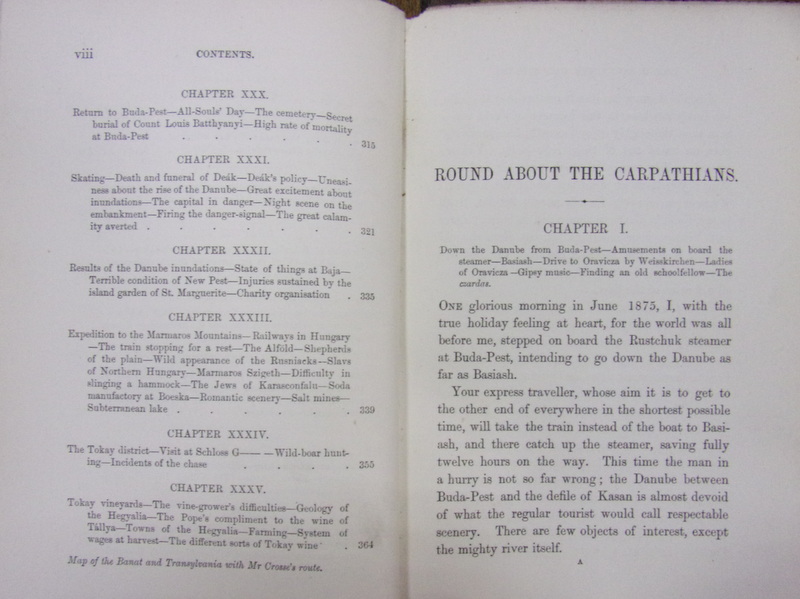 viii CONTENTS.
CHAPTER XXX.
Return to Buda-Pest—All-Souls' Day—The cemetery—Secret
burial of Count Louis Batthyanyi—High rate of mortality
at Buda-Pest . . . . . . 315
CHAPTER XXXI.
Skating—Death and funeral of Deák—Deák's policy—Uneasi-
ness about the rise of the Danube—Great excitement about
inundations—The capital in danger—Night scene on the
embankment—Firing the danger-signal—The great calam-
ity averted . . . . . . . 321
CHAPTER XXXII.
Results of the Danube inundations—State of things at Baja—
Terrible condition of New Pest—Injuries sustained by the
island garden of St. Marguerite—Charity organisation . 335
CHAPTER XXXIII.
Expedition to the Marmaros Mountains—Railways in Hungary
—The train stopping for a rest—The Alföld—Shepherds
of the plain—Wild appearance of the Rusniacks—Slavs
of Northern Hungary—Marmaros Szigeth—Difficulty in
slinging a hammock—The Jews of Karasconfalu—Soda
manufactory at Bocska—Romantic scenery—Salt mines—
Subterranean lake . . . . . . 339
CHAPTER XXXIV.
The Tokay district—Visit at Schloss G—— —Wild-boar hunt-
ing—Incidents of the chase . . . . 355
CHAPTER XXXV.
Tokay vineyards—The vine-grower's difficulties—Geology of
the Hegyalia—The Pope's compliment to the wine of
Tállya—Towns of the Hegyalia—Farming—System of
wages at harvest—The different sorts of Tokay wine . 364
Map of the Banat and Transylvania with Mr Crosse's route.
ROUND ABOUT THE CARPATHIANS.
CHAPTER I.
Down the Danube from Buda-Pest—Amusements on board the
steamer—Basiash—Drive to Oravicza by Weisskirchen—Ladies
of Oravicza—Gipsy music—Finding an old schoolfellow—The
czardas.
ONE glorious morning in June 1875, I, with the
true holiday feeling at heart, for the world was all
before me, stepped on board the Rustchuk steamer
at Buda-Pest, intending to go down the Danube as
far as Basiash.
Your express traveller, whose aim it is to get to
the other end of everywhere in the shortest possible
time, will take the train instead of the boat to Basi-
ash, and there catch up the steamer, saving fully
twelve hours on the way. This time the man in
a hurry is not so far wrong; the Danube between
Buda-Pest and the defile of Kasan is almost devoid
of what the regular tourist would call respectable
scenery. There are few objects of interest, except
the mighty river itself.
A